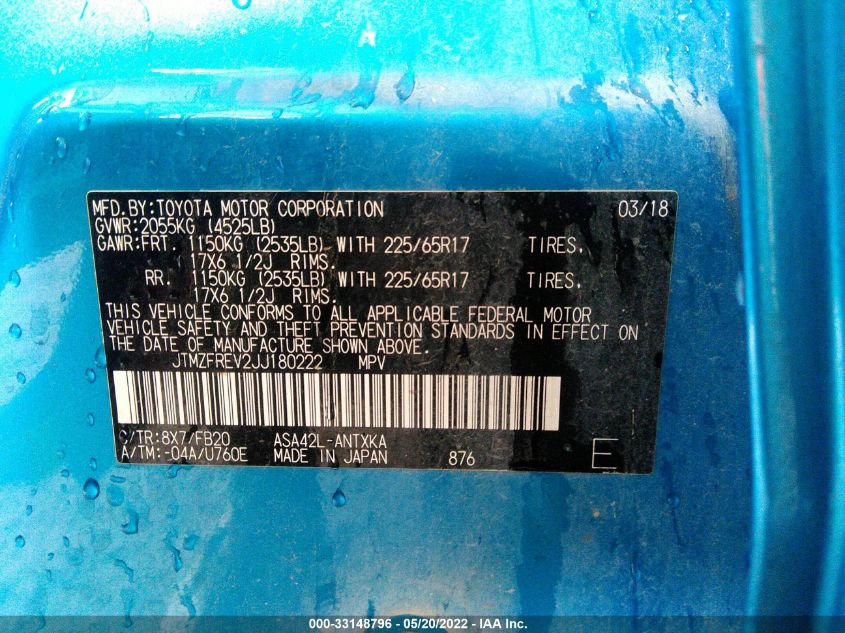 MFD.BY:TOYOTA MOTOR CORPORATION 03/18
GVWR:2055KG (4525LB)
GAWR:FRT. 1150KG (2535LB) WITH 225/65R17 TIRES,
17X6 1/2J RIMS.
RR. 1150KG (2535LB) WITH 225/65R17 TIRES,
17X6 1/2J RIMS.
THIS VEHICLE CONFORMS TO ALL APPLICABLE FEDERAL MOTOR
VEHICLE SAFETY AND THEFT PREVENTION STANDARDS IN EFFECT ON
THE DATE OF MANUFACTURE SHOWN ABOVE.
JTMZFREV2JJ180222 MPV
C/TR:8X7/FB20 ASA42L-ANTXKA
A/TM:-04A/U760E MADE IN JAPAN 876 E
000-33148796 - 05/20/2022 - IAA Inc.